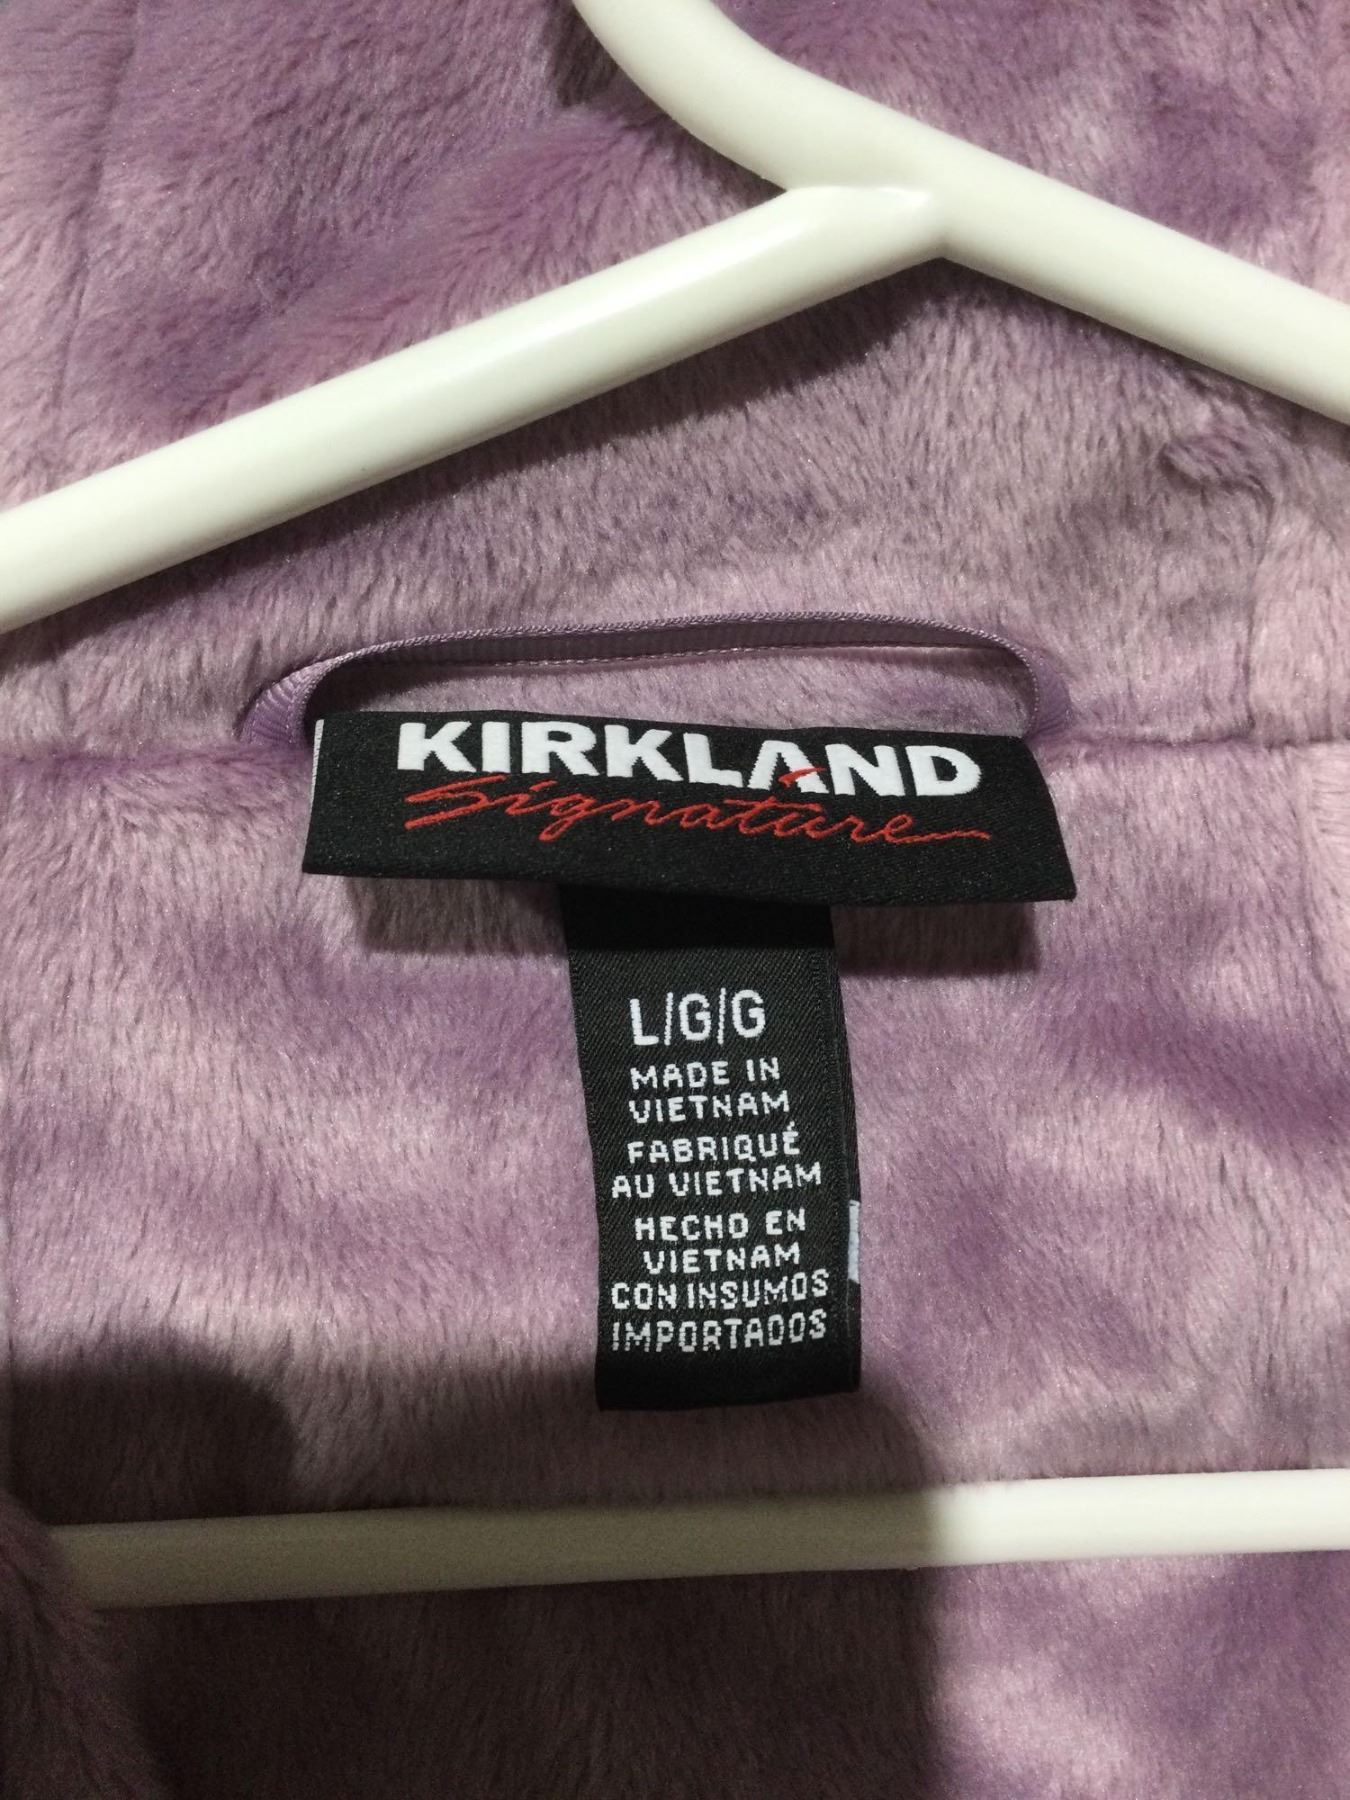 KIRKLAND
Signature
L/G/G
MADE IN
VIETNAM
FABRIQUÉ
AU VIETNAM
HECHO EN
VIETNAM
CON INSUMOS
IMPORTADOS